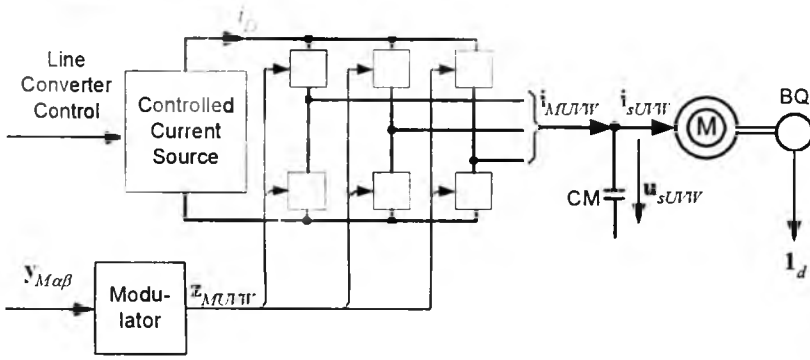 i_D
Line
Converter
Control
Controlled
Current
Source
i_MUVW
i_sUVW
M
BQ
CM
u_sUVW
1_d
y_Mαβ
Modu-
lator
z_MUVW